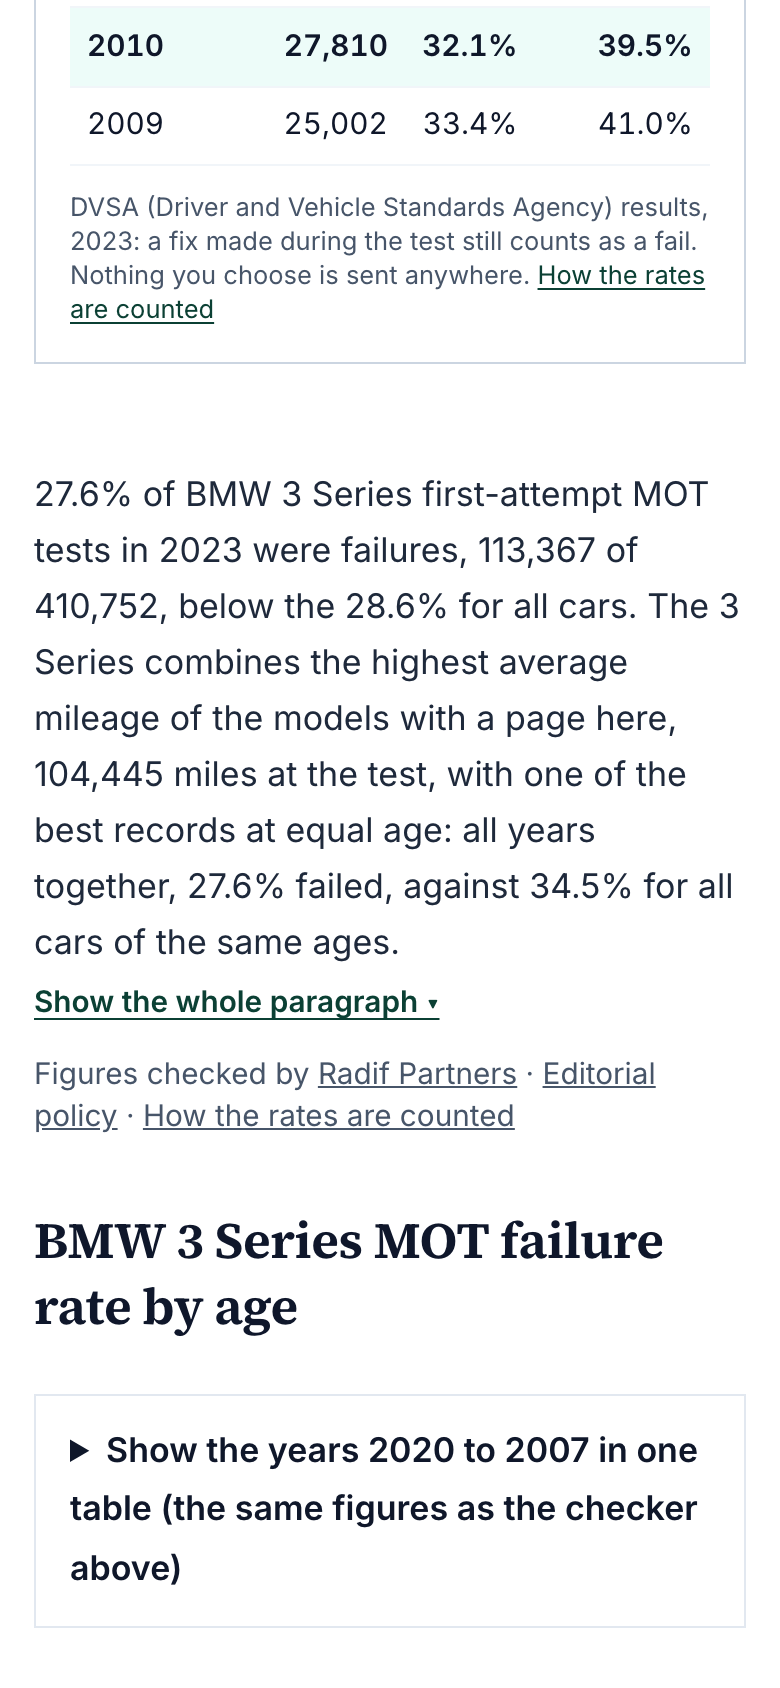 2010 27,810 32.1% 39.5%
2009 25,002 33.4% 41.0%
DVSA (Driver and Vehicle Standards Agency) results,
2023: a fix made during the test still counts as a fail.
Nothing you choose is sent anywhere. How the rates
are counted
27.6% of BMW 3 Series first-attempt MOT
tests in 2023 were failures, 113,367 of
410,752, below the 28.6% for all cars. The 3
Series combines the highest average
mileage of the models with a page here,
104,445 miles at the test, with one of the
best records at equal age: all years
together, 27.6% failed, against 34.5% for all
cars of the same ages.
Show the whole paragraph ▾
Figures checked by Radif Partners · Editorial
policy · How the rates are counted
BMW 3 Series MOT failure
rate by age
▶ Show the years 2020 to 2007 in one
table (the same figures as the checker
above)